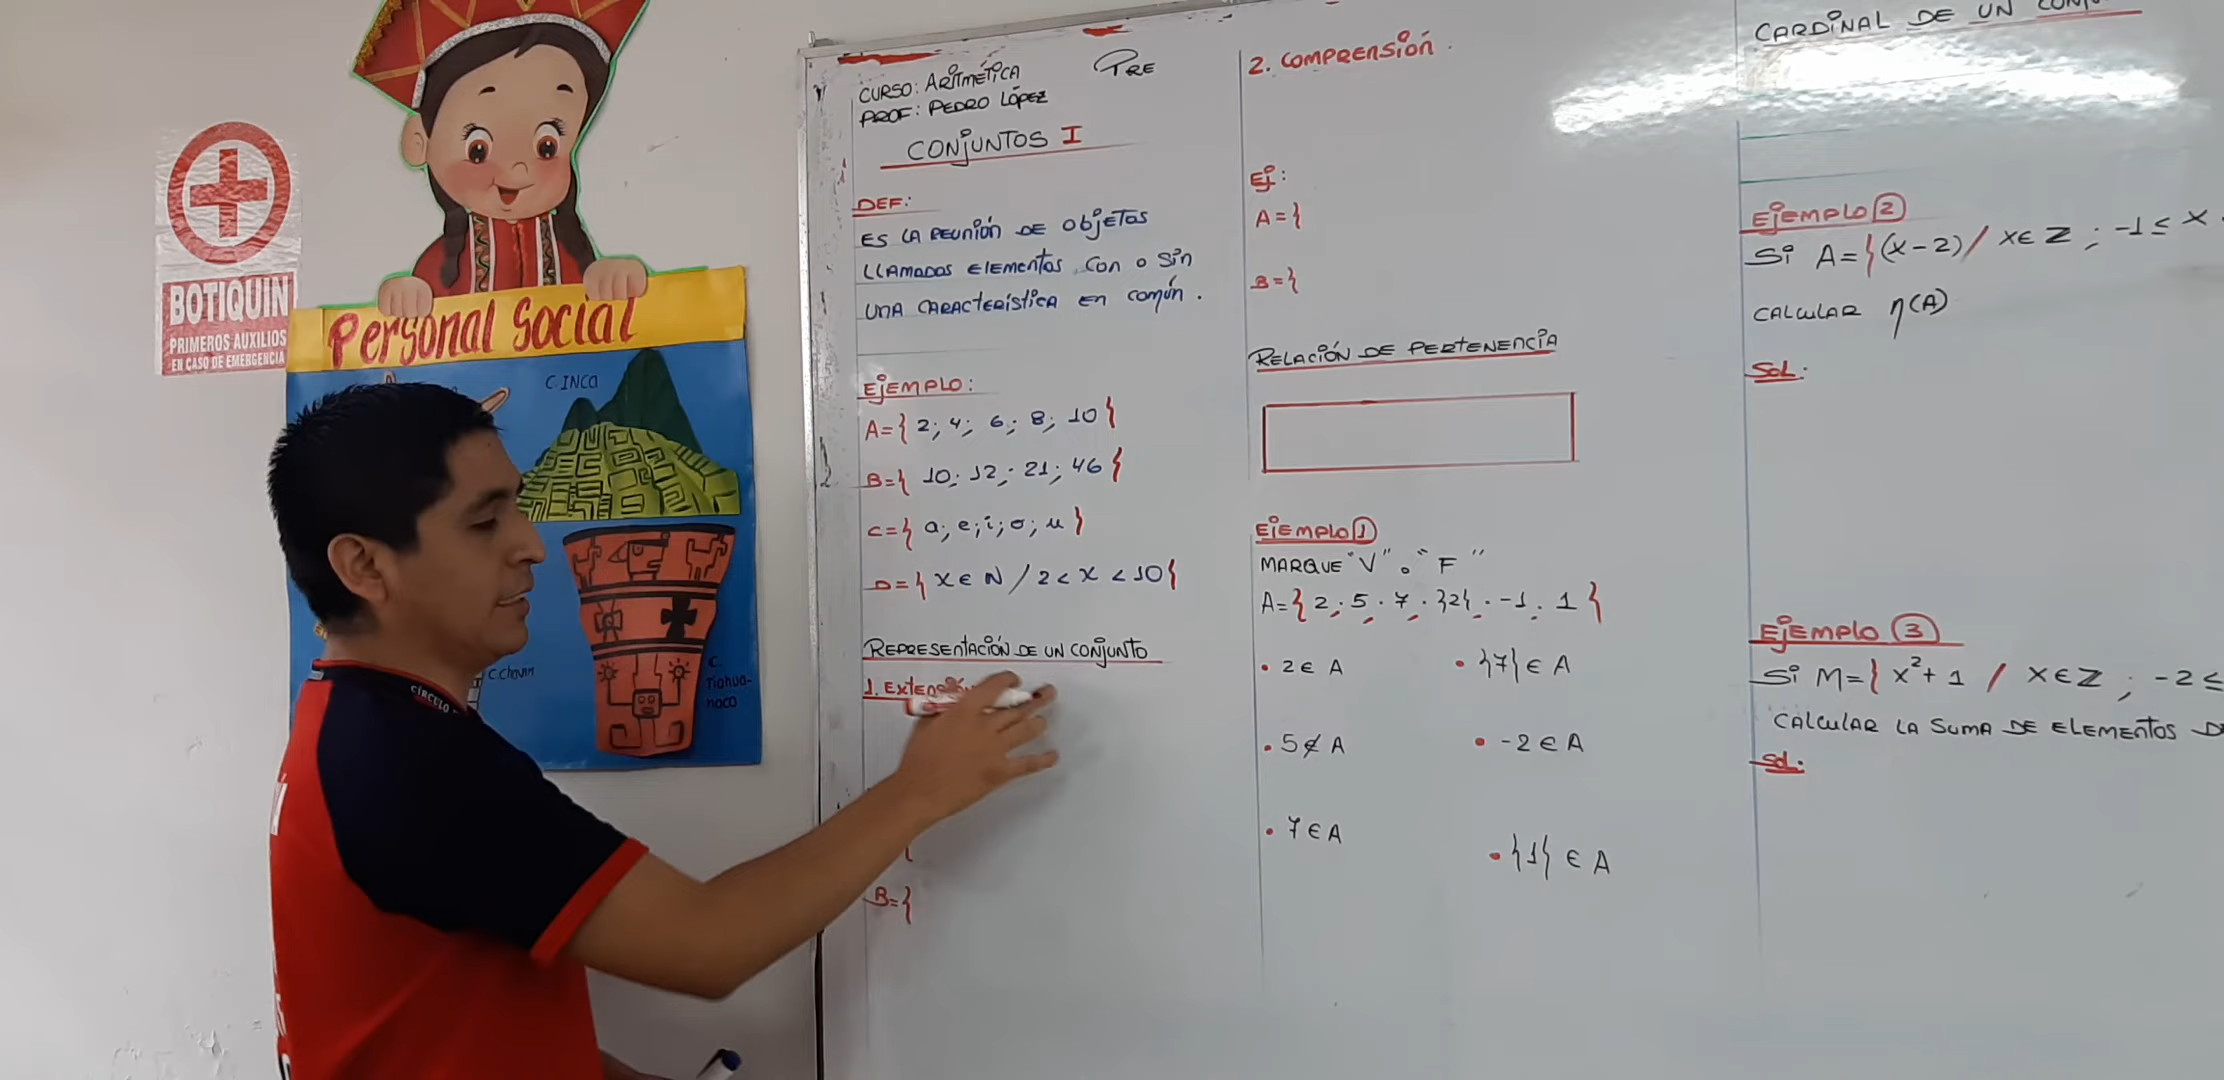 BOTIQUIN
PRIMEROS AUXILIOS
EN CASO DE EMERGENCIA
Personal Social
C. INCA
C. Chavin
C.
Tiahua-
naco
CÍRCULO
CURSO: ARITMÉTICA
PRE
PROF: PEDRO LÓPEZ
CONJUNTOS I
DEF:
ES LA REUNIÓN DE OBJETOS
LLAMADOS ELEMENTOS CON O SIN
UNA CARACTERÍSTICA EN COMÚN.
EJEMPLO:
A={ 2; 4; 6; 8; 10}
B={ 10; 12; 21; 46}
C={ a; e; i; o; u }
D={ X ∈ N / 2 < X < 10}
REPRESENTACIÓN DE UN CONJUNTO
1. Extensión
B={
2. COMPRENSIÓN.
Ej:
A={
B={
RELACIÓN DE PERTENENCIA
EJEMPLO 1
MARQUE "V" o "F"
A={ 2; 5; 7; {2}; -1; 1 }
• 2 ∈ A
• {7} ∈ A
• 5 ∉ A
• -2 ∈ A
• 7 ∈ A
• {1} ∈ A
CARDINAL DE UN
EJEMPLO 2
Si A={(x-2) / X ∈ Z ; -1 ≤ X
CALCULAR η(A)
SOL:
EJEMPLO 3
Si M={ x²+1 / X ∈ Z ; -2 ≤
CALCULAR LA SUMA DE ELEMENTOS D
Sol: